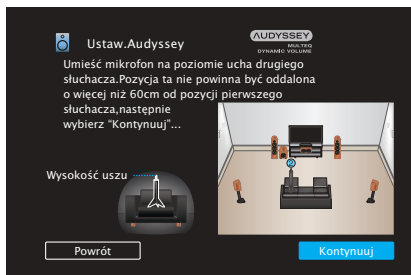 Ustaw.Audyssey
AUDYSSEY
MULTEQ
DYNAMIC VOLUME
Umieść mikrofon na poziomie ucha drugiego
słuchacza.Pozycja ta nie powinna być oddalona
o więcej niż 60cm od pozycji pierwszego
słuchacza,następnie
wybierz “Kontynuuj”...
Wysokość uszu
2
Powrót
Kontynuuj